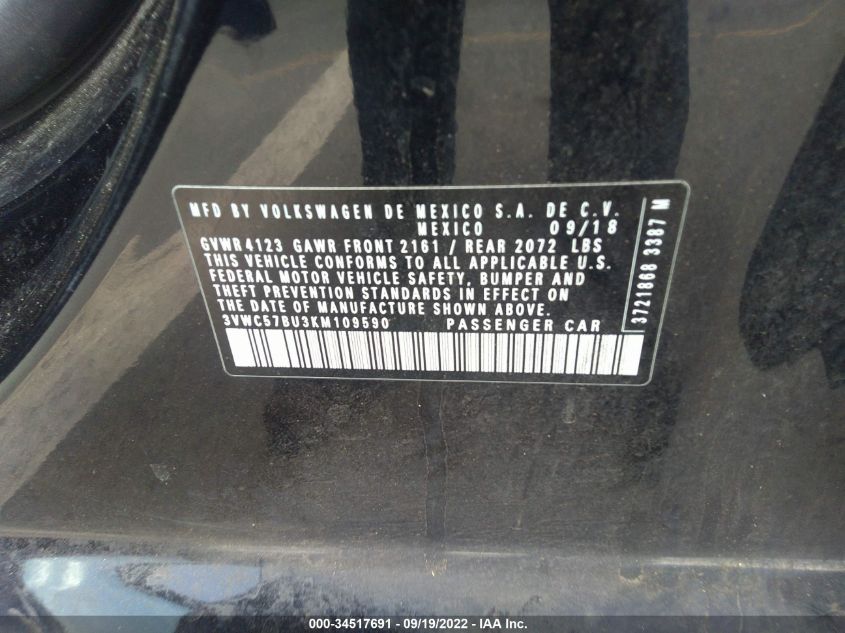 MFD BY VOLKSWAGEN DE MEXICO S.A. DE C.V.
MEXICO 09/18
GVWR 4123 GAWR FRONT 2161 / REAR 2072 LBS
THIS VEHICLE CONFORMS TO ALL APPLICABLE U.S.
FEDERAL MOTOR VEHICLE SAFETY, BUMPER AND
THEFT PREVENTION STANDARDS IN EFFECT ON
THE DATE OF MANUFACTURE SHOWN ABOVE.
3VWC57BU3KM109590 PASSENGER CAR
3721868 3387 M
000-34517691 - 09/19/2022 - IAA Inc.